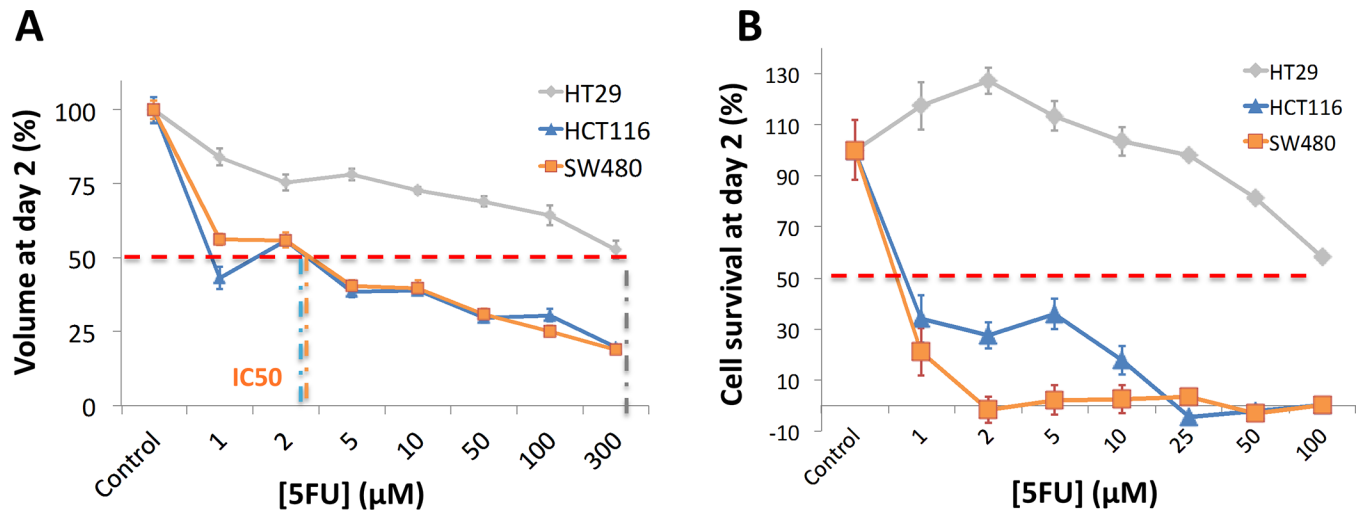 A
Volume at day 2 (%)
100
75
50
25
0
HT29
HCT116
SW480
IC50
Control
1
2
5
10
50
100
300
[5FU] (μM)
B
Cell survival at day 2 (%)
130
110
90
70
50
30
10
-10
HT29
HCT116
SW480
Control
1
2
5
10
25
50
100
[5FU] (μM)